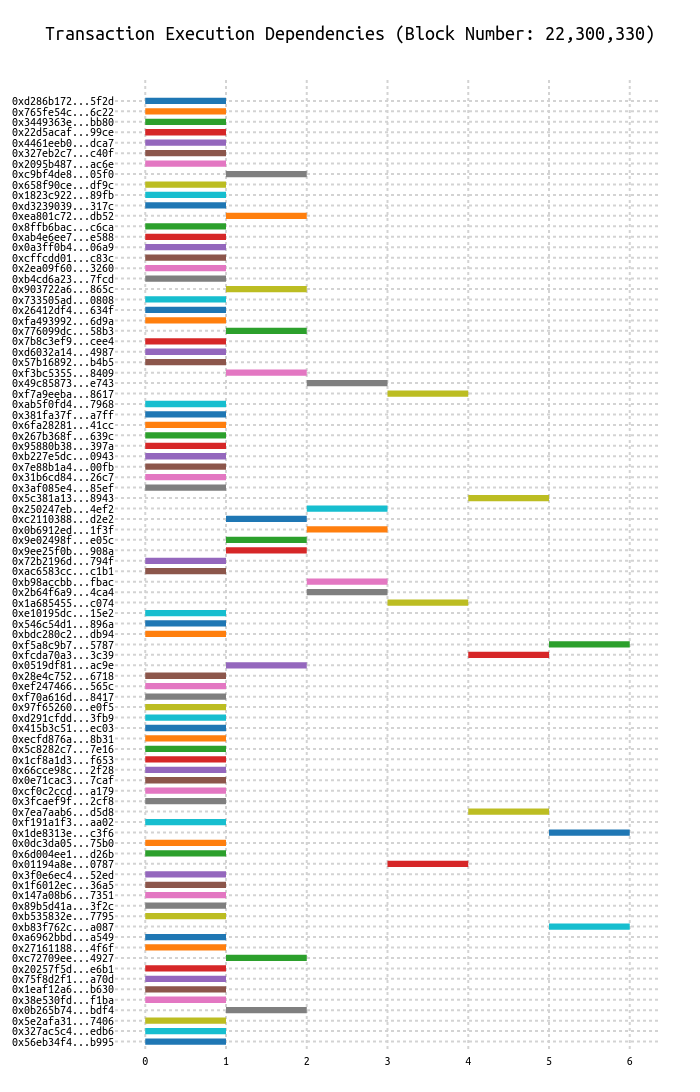 Transaction Execution Dependencies (Block Number: 22,300,330)
0xd286b172...5f2d
0x765fe54c...6c22
0x3449363e...bb80
0x22d5acaf...99ce
0x4461eeb0...dca7
0x327eb2c7...c40f
0x2095b487...ac6e
0xc9bf4de8...05f0
0x658f90ce...df9c
0x1823c922...89fb
0xd3239039...317c
0xea801c72...db52
0x8ffb6bac...c6ca
0xab4e6ee7...e588
0x0a3ff0b4...06a9
0xcffcdd01...c83c
0x2ea09f60...3260
0xb4cd6a23...7fcd
0x903722a6...865c
0x733505ad...0808
0x26412df4...634f
0xfa493992...6d9a
0x776099dc...58b3
0x7b8c3ef9...cee4
0xd6032a14...4987
0x57b16892...b4b5
0xf3bc5355...8409
0x49c85873...e743
0xf7a9eeba...8617
0xab5f0fd4...7968
0x381fa37f...a7ff
0x6fa28281...41cc
0x267b368f...639c
0x95880b38...397a
0xb227e5dc...0943
0x7e88b1a4...00fb
0x31b6cd84...26c7
0x3af085e4...85ef
0x5c381a13...8943
0x250247eb...4ef2
0xc2110388...d2e2
0x0b6912ed...1f3f
0x9e02498f...e05c
0x9ee25f0b...908a
0x72b2196d...794f
0xac6583cc...c1b1
0xb98accbb...fbac
0x2b64f6a9...4ca4
0x1a685455...c074
0xe10195dc...15e2
0x546c54d1...896a
0xbdc280c2...db94
0xf5a8c9b7...5787
0xfcda70a3...3c39
0x0519df81...ac9e
0x28e4c752...6718
0xef247466...565c
0xf70a616d...8417
0x97f65260...e0f5
0xd291cfdd...3fb9
0x415b3c51...ec03
0xecfd876a...8b31
0x5c8282c7...7e16
0x1cf8a1d3...f653
0x66cce98c...2f28
0x0e71cac3...7caf
0xcf0c2ccd...a179
0x3fcaef9f...2cf8
0x7ea7aab6...d5d8
0xf191a1f3...aa02
0x1de8313e...c3f6
0x0dc3da05...75b0
0x6d004ee1...d26b
0x01194a8e...0787
0x3f0e6ec4...52ed
0x1f6012ec...36a5
0x147a08b6...7351
0x89b5d41a...3f2c
0xb535832e...7795
0xb83f762c...a087
0xa6962bbd...a549
0x27161188...4f6f
0xc72709ee...4927
0x20257f5d...e6b1
0x75f8d2f1...a70d
0x1eaf12a6...b630
0x38e530fd...f1ba
0x0b265b74...bdf4
0x5e2afa31...7406
0x327ac5c4...edb6
0x56eb34f4...b995
0 1 2 3 4 5 6